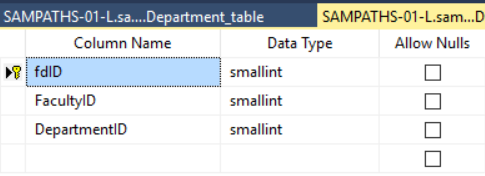 SAMPATHS-01-L.sa....Department_table SAMPATHS-01-L.sam...D
Column Name Data Type Allow Nulls
fdID smallint
FacultyID smallint
DepartmentID smallint